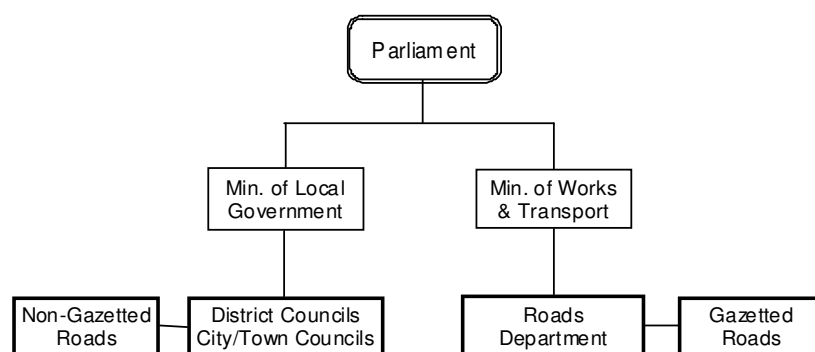 Parliament
Min. of Local
Government
Min. of Works
& Transport
Non-Gazetted
Roads
District Councils
City/Town Councils
Roads
Department
Gazetted
Roads